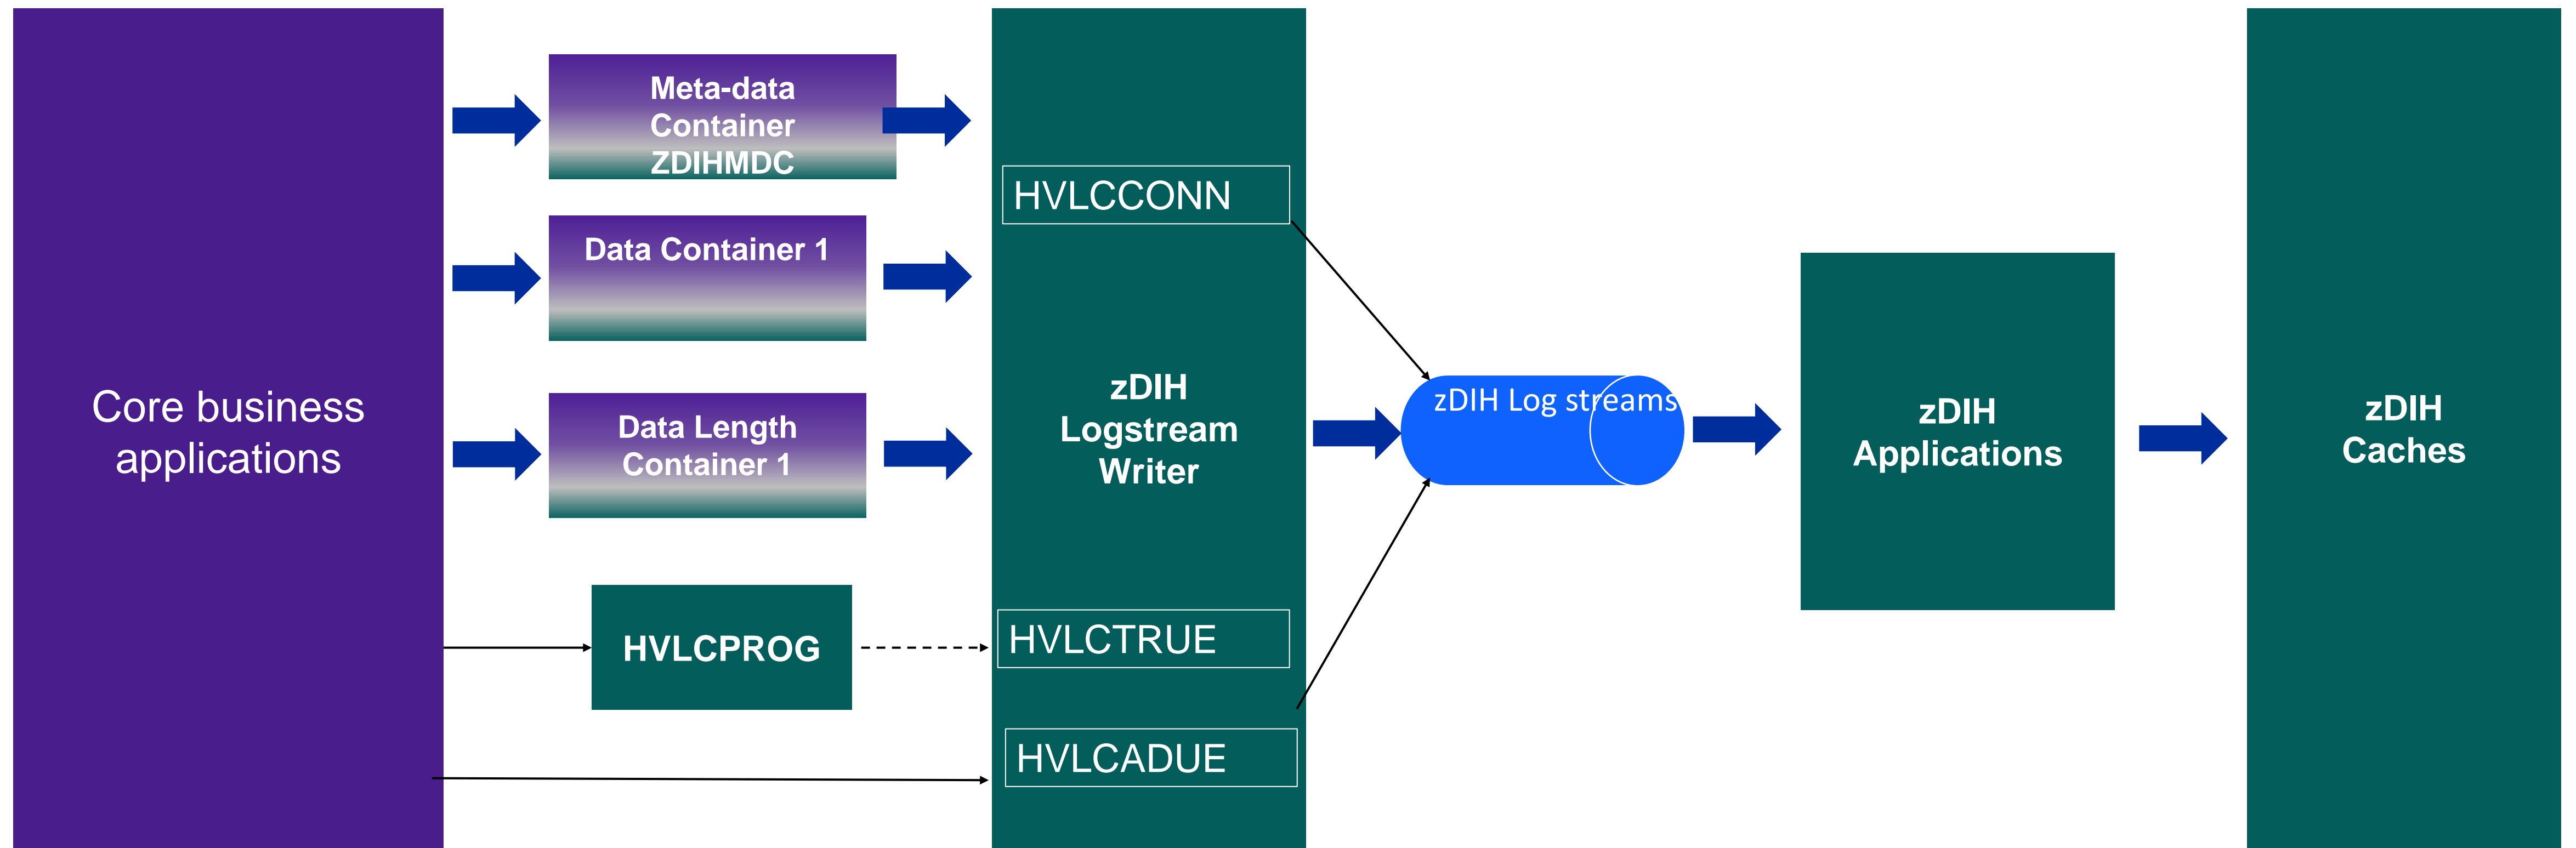 Core business
applications
Meta-data
Container
ZDIHMDC
Data Container 1
Data Length
Container 1
HVLCPROG
HVLCCONN
zDIH
Logstream
Writer
HVLCTRUE
HVLCADUE
zDIH Log streams
zDIH
Applications
zDIH
Caches